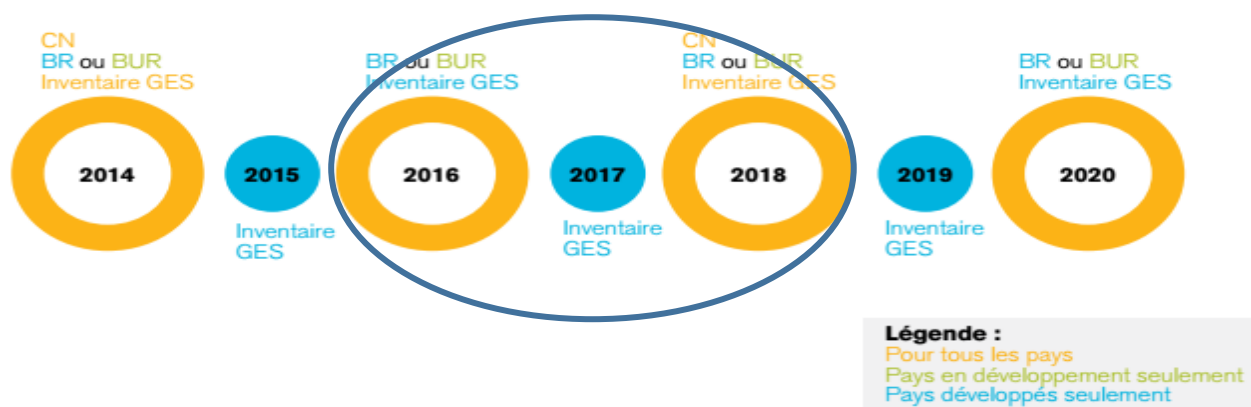 CN
BR ou BUR
Inventaire GES
2014
2015
Inventaire
GES
BR ou BUR
Inventaire GES
2016
2017
Inventaire
GES
CN
BR ou BUR
Inventaire GES
2018
2019
Inventaire
GES
BR ou BUR
Inventaire GES
2020
Légende :
Pour tous les pays
Pays en développement seulement
Pays développés seulement